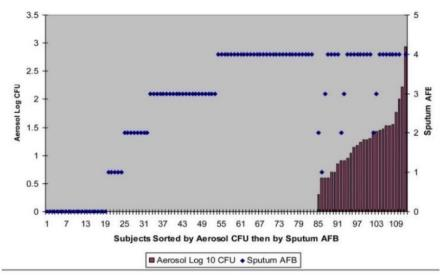 3.5
3
2.5
2
1.5
1
0.5
0
Aerosol Log CFU
5
4
3
2
1
0
Sputum AFE
1 7 13 19 25 31 37 43 49 55 61 67 73 79 85 91 97 103 109
Subjects Sorted by Aerosol CFU then by Sputum AFB
Aerosol Log 10 CFU Sputum AFB